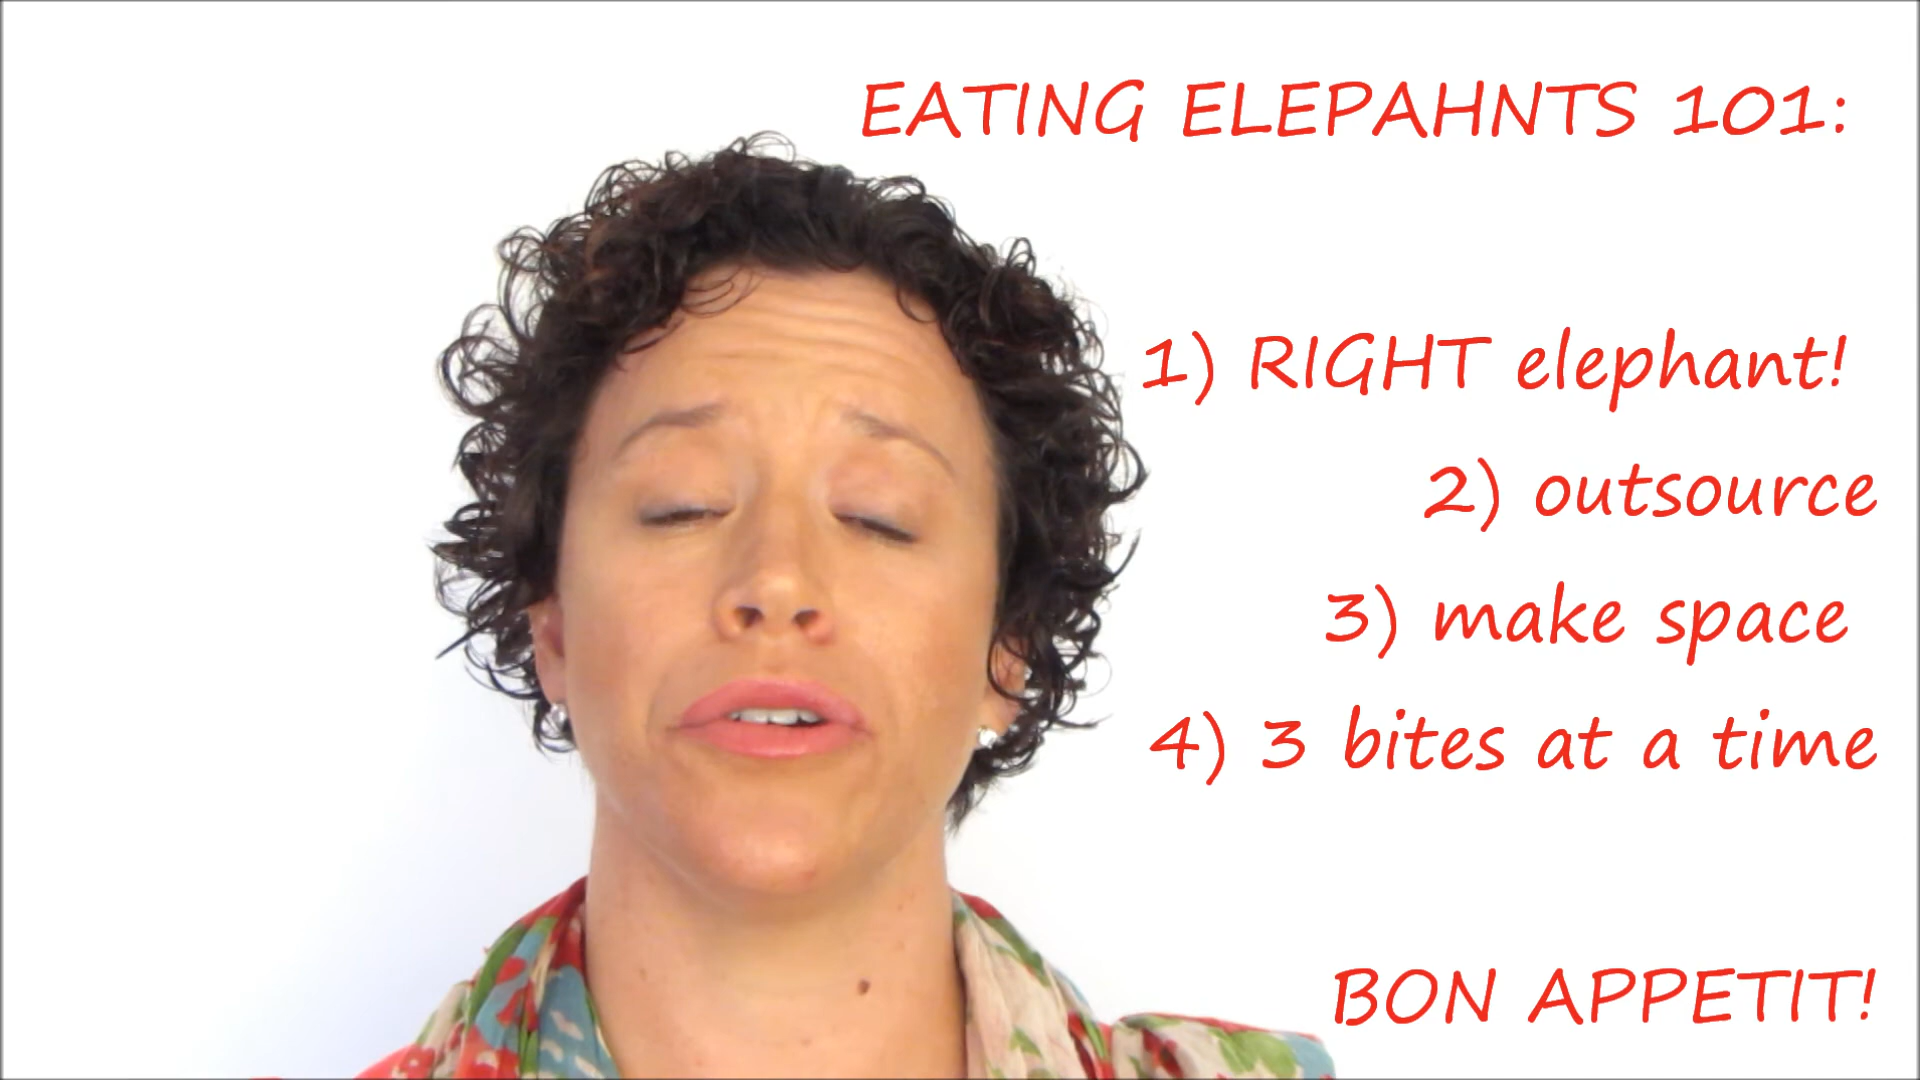 EATING ELEPAHNTS 101:
1) RIGHT elephant!
2) outsource
3) make space
4) 3 bites at a time
BON APPETIT!